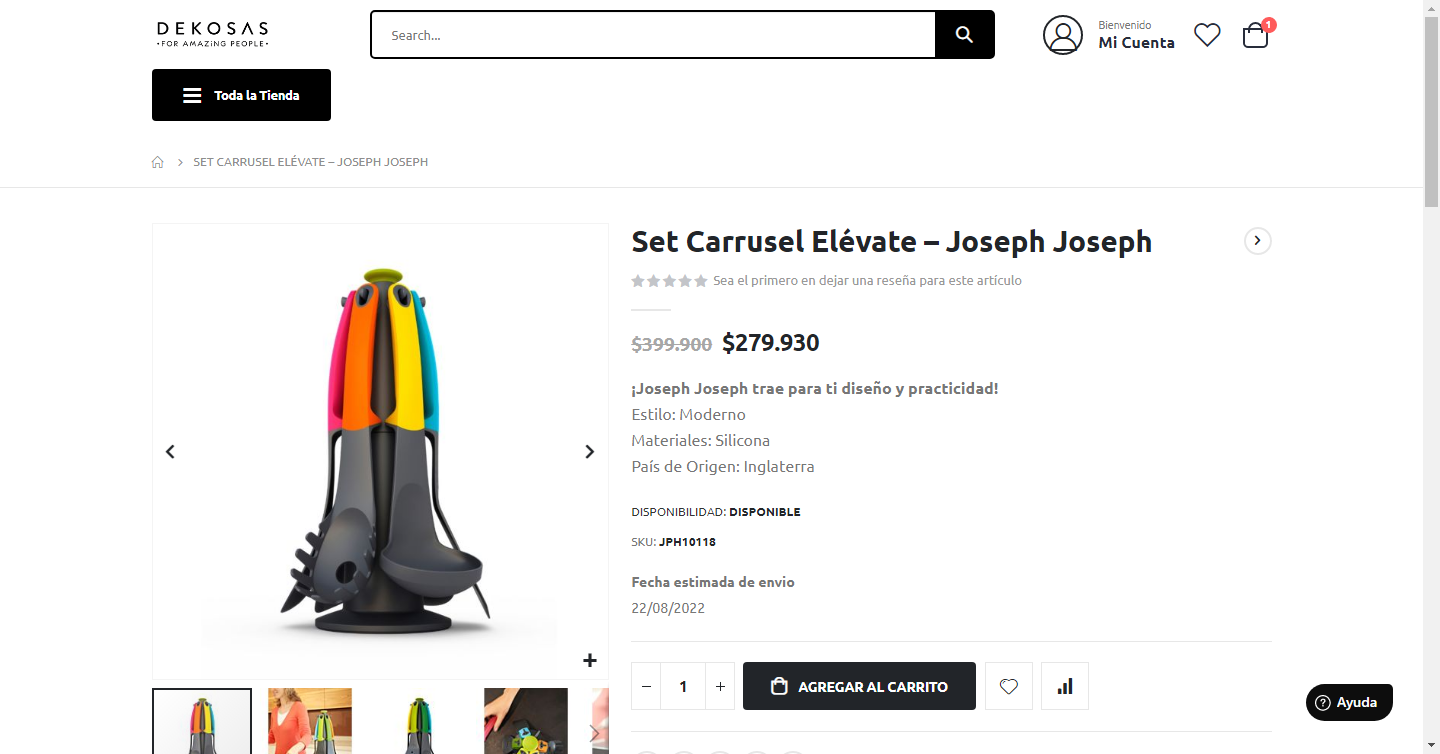 DEKOSAS
•FOR AMAZiNG PEOPLE•
Search...
Bienvenido
Mi Cuenta
1
Toda la Tienda
SET CARRUSEL ELÉVATE – JOSEPH JOSEPH
Set Carrusel Elévate – Joseph Joseph
Sea el primero en dejar una reseña para este artículo
$399.900 $279.930
¡Joseph Joseph trae para ti diseño y practicidad!
Estilo: Moderno
Materiales: Silicona
País de Origen: Inglaterra
DISPONIBILIDAD: DISPONIBLE
SKU: JPH10118
Fecha estimada de envio
22/08/2022
− 1 + AGREGAR AL CARRITO
Ayuda